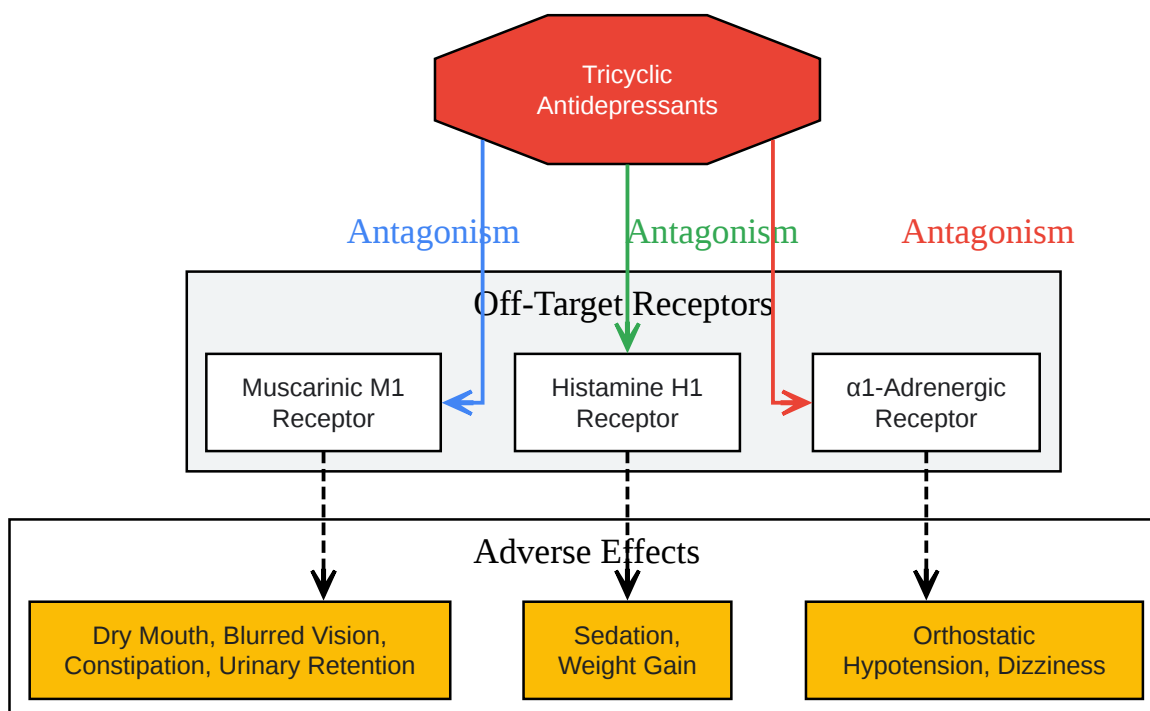 Tricyclic
Antidepressants
Antagonism Antagonism Antagonism
Off-Target Receptors
Muscarinic M1
Receptor
Histamine H1
Receptor
α1-Adrenergic
Receptor
Adverse Effects
Dry Mouth, Blurred Vision,
Constipation, Urinary Retention
Sedation,
Weight Gain
Orthostatic
Hypotension, Dizziness